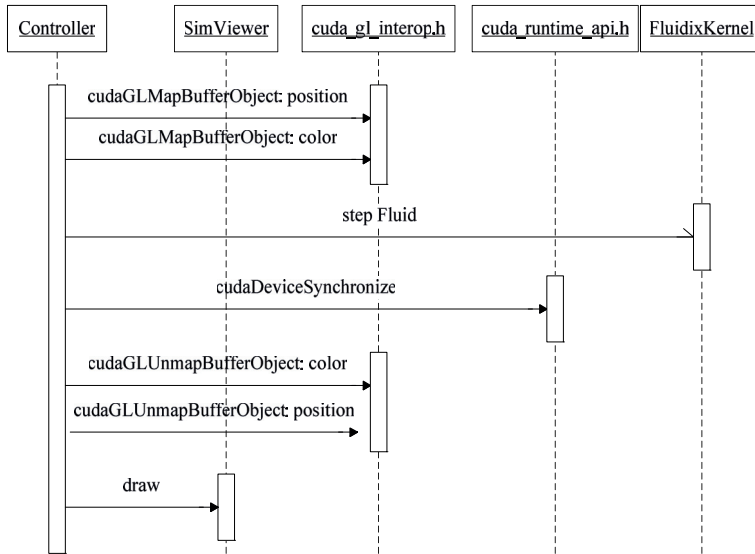 Controller SimViewer cuda_gl_interop.h cuda_runtime_api.h FluidixKernel
cudaGLMapBufferObject: position
cudaGLMapBufferObject: color
step Fluid
cudaDeviceSynchronize
cudaGLUnmapBufferObject: color
cudaGLUnmapBufferObject: position
draw